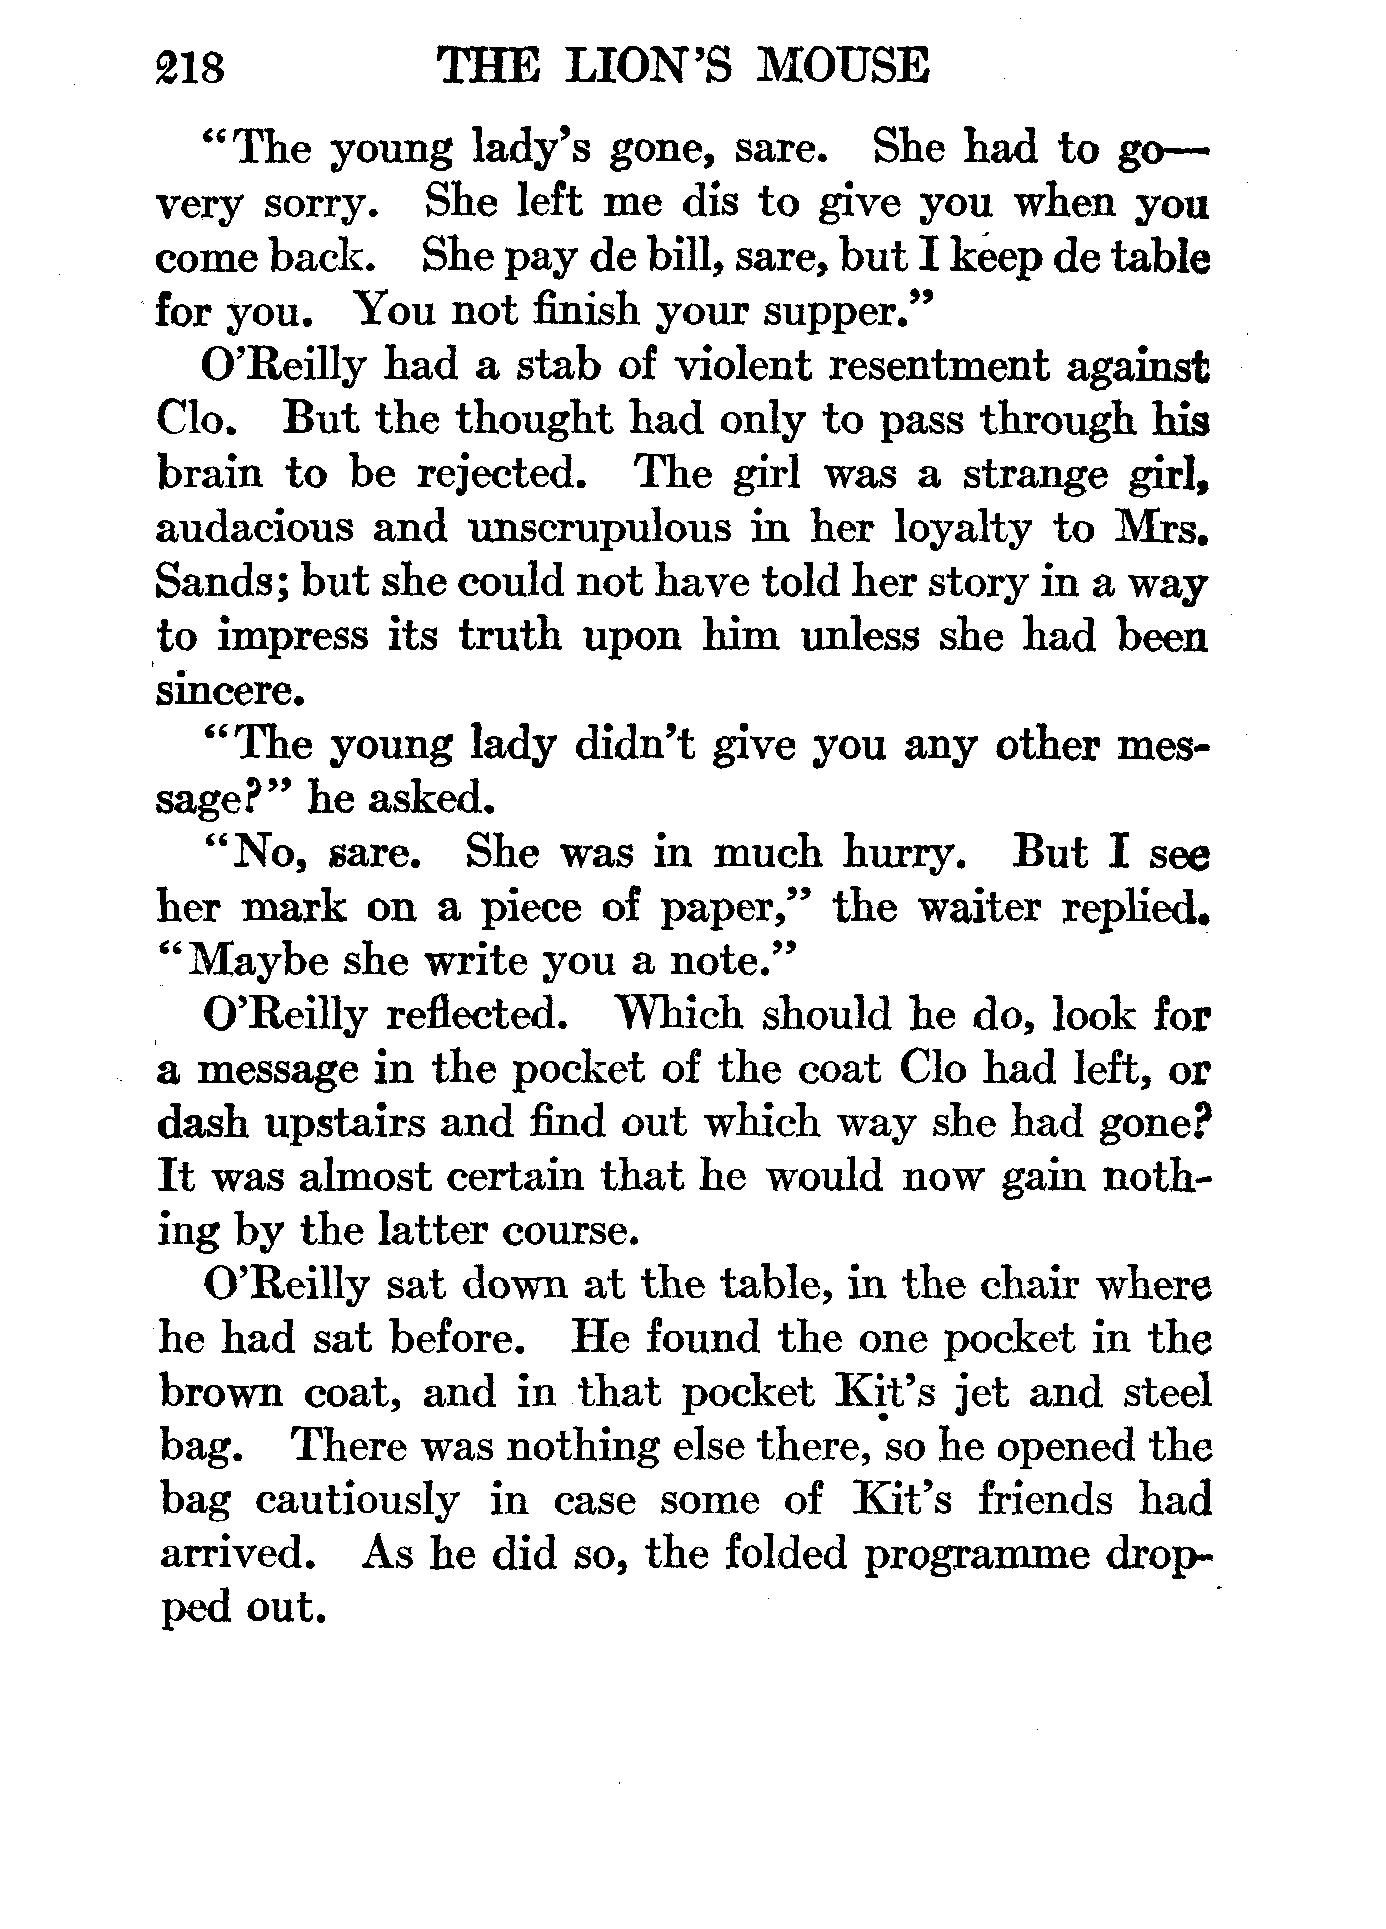 218 THE LION'S MOUSE
"The young lady's gone, sare. She had to go—
very sorry. She left me dis to give you when you
come back. She pay de bill, sare, but I keep de table
for you. You not finish your supper."
O'Reilly had a stab of violent resentment against
Clo. But the thought had only to pass through his
brain to be rejected. The girl was a strange girl,
audacious and unscrupulous in her loyalty to Mrs.
Sands; but she could not have told her story in a way
to impress its truth upon him unless she had been
sincere.
"The young lady didn't give you any other mes-
sage?" he asked.
"No, sare. She was in much hurry. But I see
her mark on a piece of paper," the waiter replied.
"Maybe she write you a note."
O'Reilly reflected. Which should he do, look for
a message in the pocket of the coat Clo had left, or
dash upstairs and find out which way she had gone?
It was almost certain that he would now gain noth-
ing by the latter course.
O'Reilly sat down at the table, in the chair where
he had sat before. He found the one pocket in the
brown coat, and in that pocket Kit's jet and steel
bag. There was nothing else there, so he opened the
bag cautiously in case some of Kit's friends had
arrived. As he did so, the folded programme drop-
ped out.